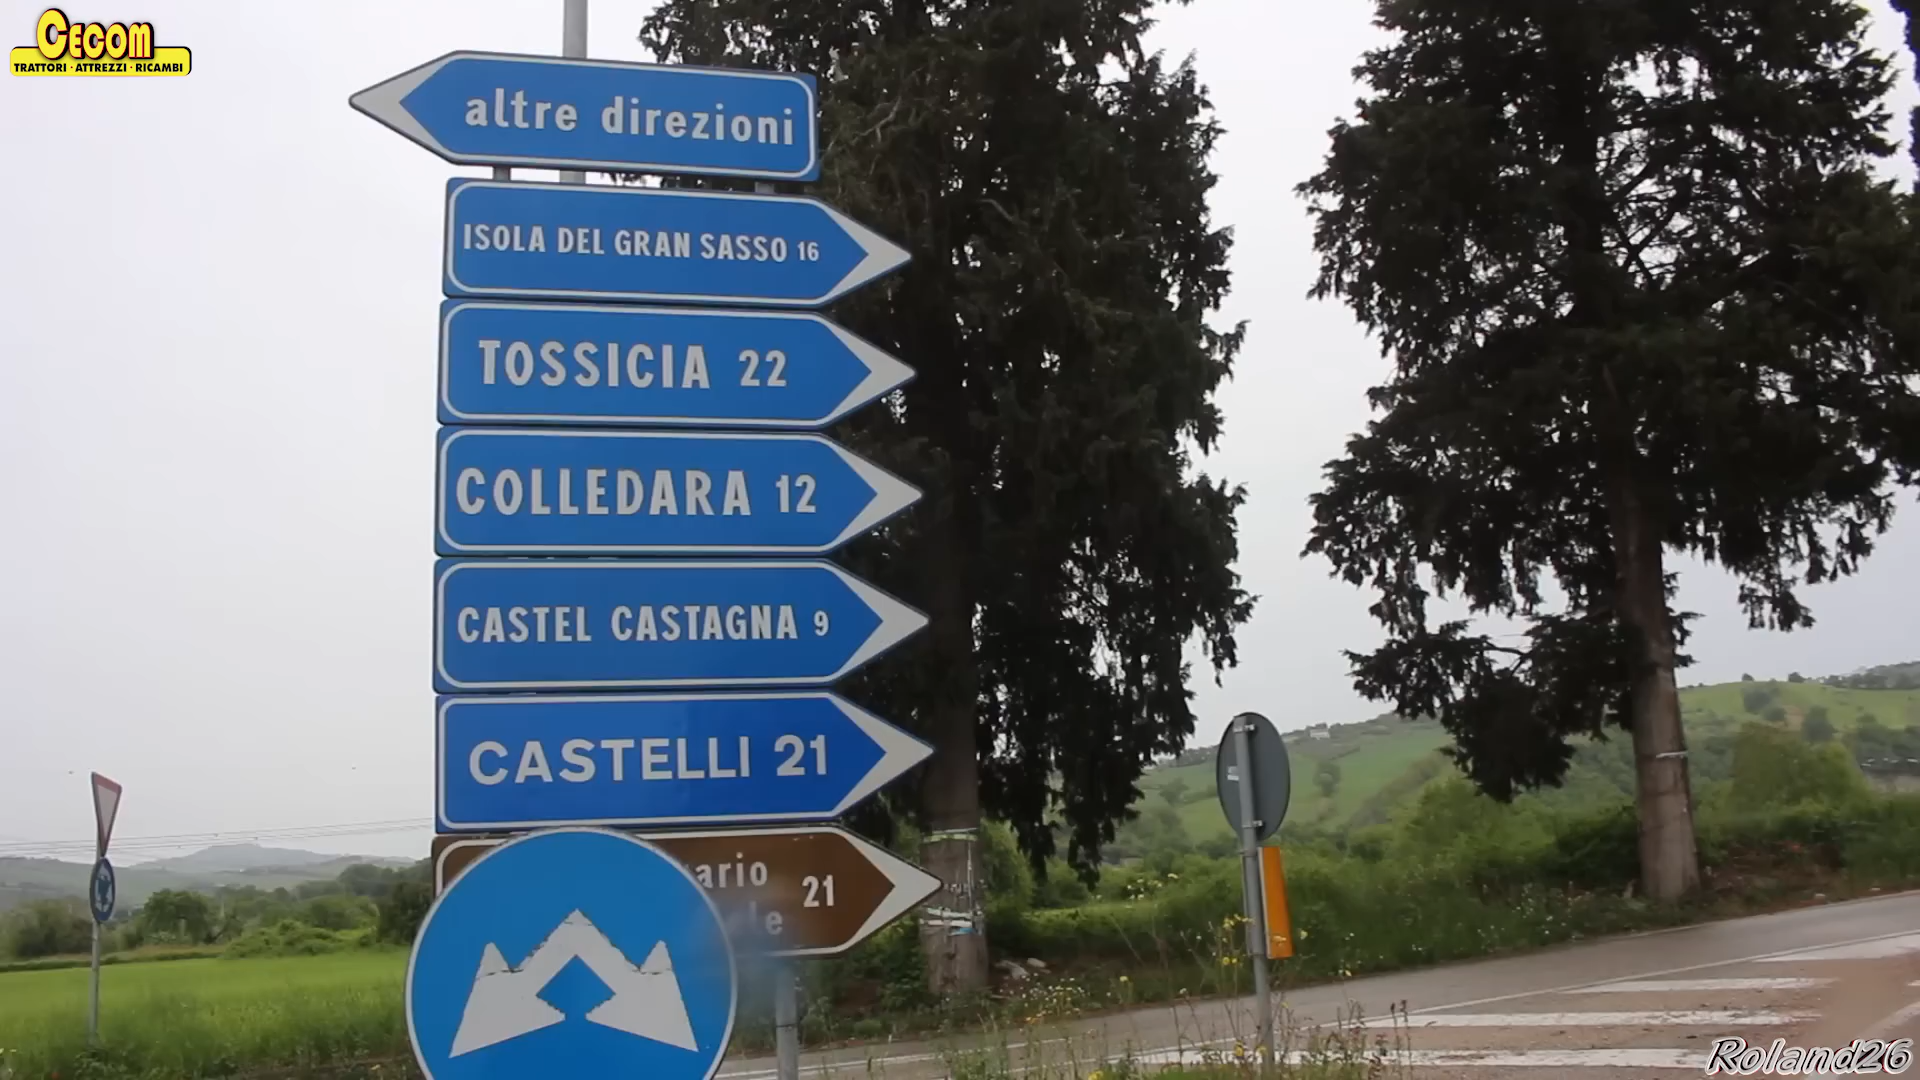 CECOM
TRATTORI · ATTREZZI · RICAMBI
altre direzioni
ISOLA DEL GRAN SASSO 16
TOSSICIA 22
COLLEDARA 12
CASTEL CASTAGNA 9
CASTELLI 21
21
Roland26